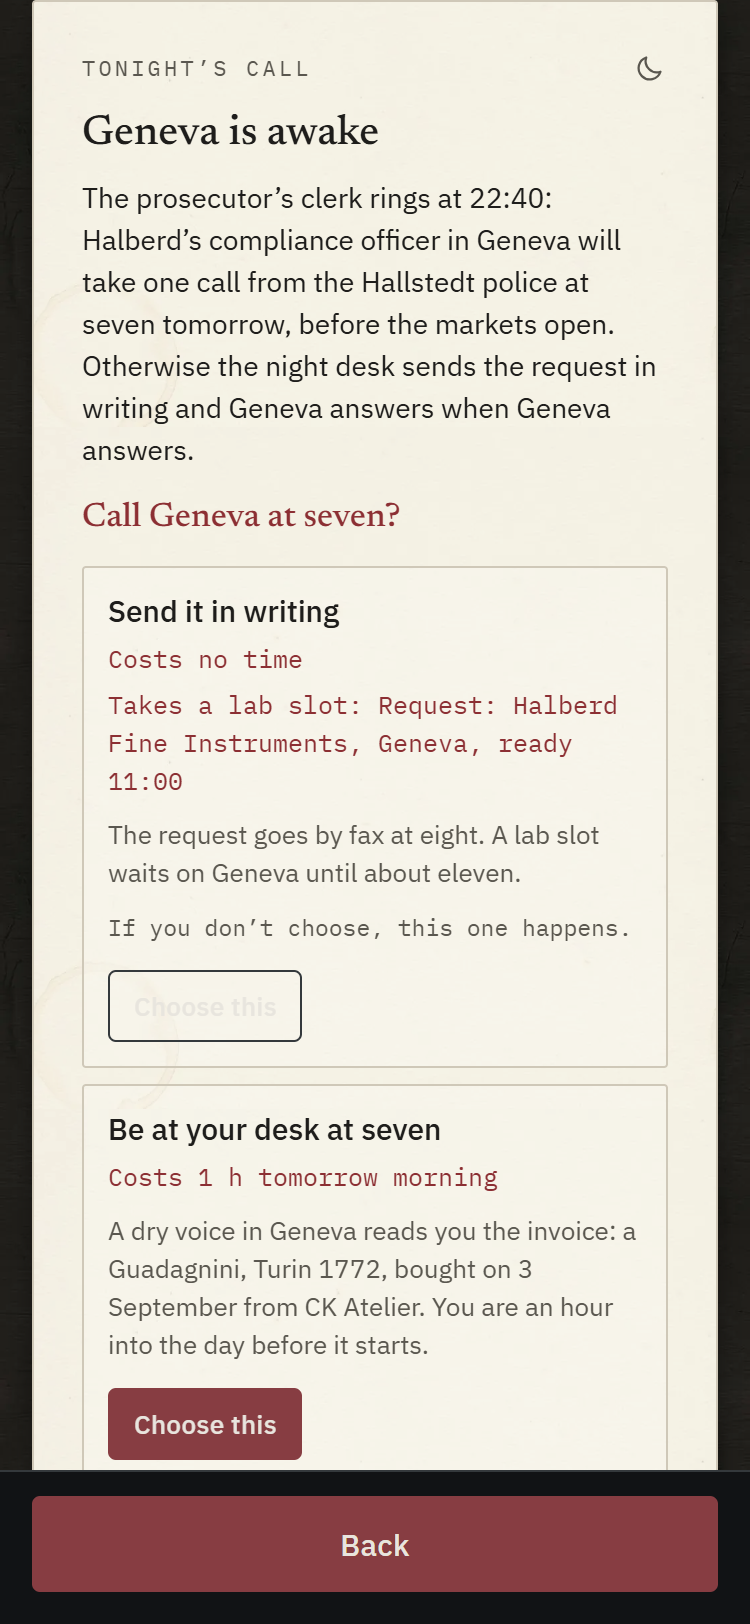 TONIGHT’S CALL
Geneva is awake
The prosecutor’s clerk rings at 22:40:
Halberd’s compliance officer in Geneva will
take one call from the Hallstedt police at
seven tomorrow, before the markets open.
Otherwise the night desk sends the request in
writing and Geneva answers when Geneva
answers.
Call Geneva at seven?
Send it in writing
Costs no time
Takes a lab slot: Request: Halberd
Fine Instruments, Geneva, ready
11:00
The request goes by fax at eight. A lab slot
waits on Geneva until about eleven.
If you don’t choose, this one happens.
Choose this
Be at your desk at seven
Costs 1 h tomorrow morning
A dry voice in Geneva reads you the invoice: a
Guadagnini, Turin 1772, bought on 3
September from CK Atelier. You are an hour
into the day before it starts.
Choose this
Back